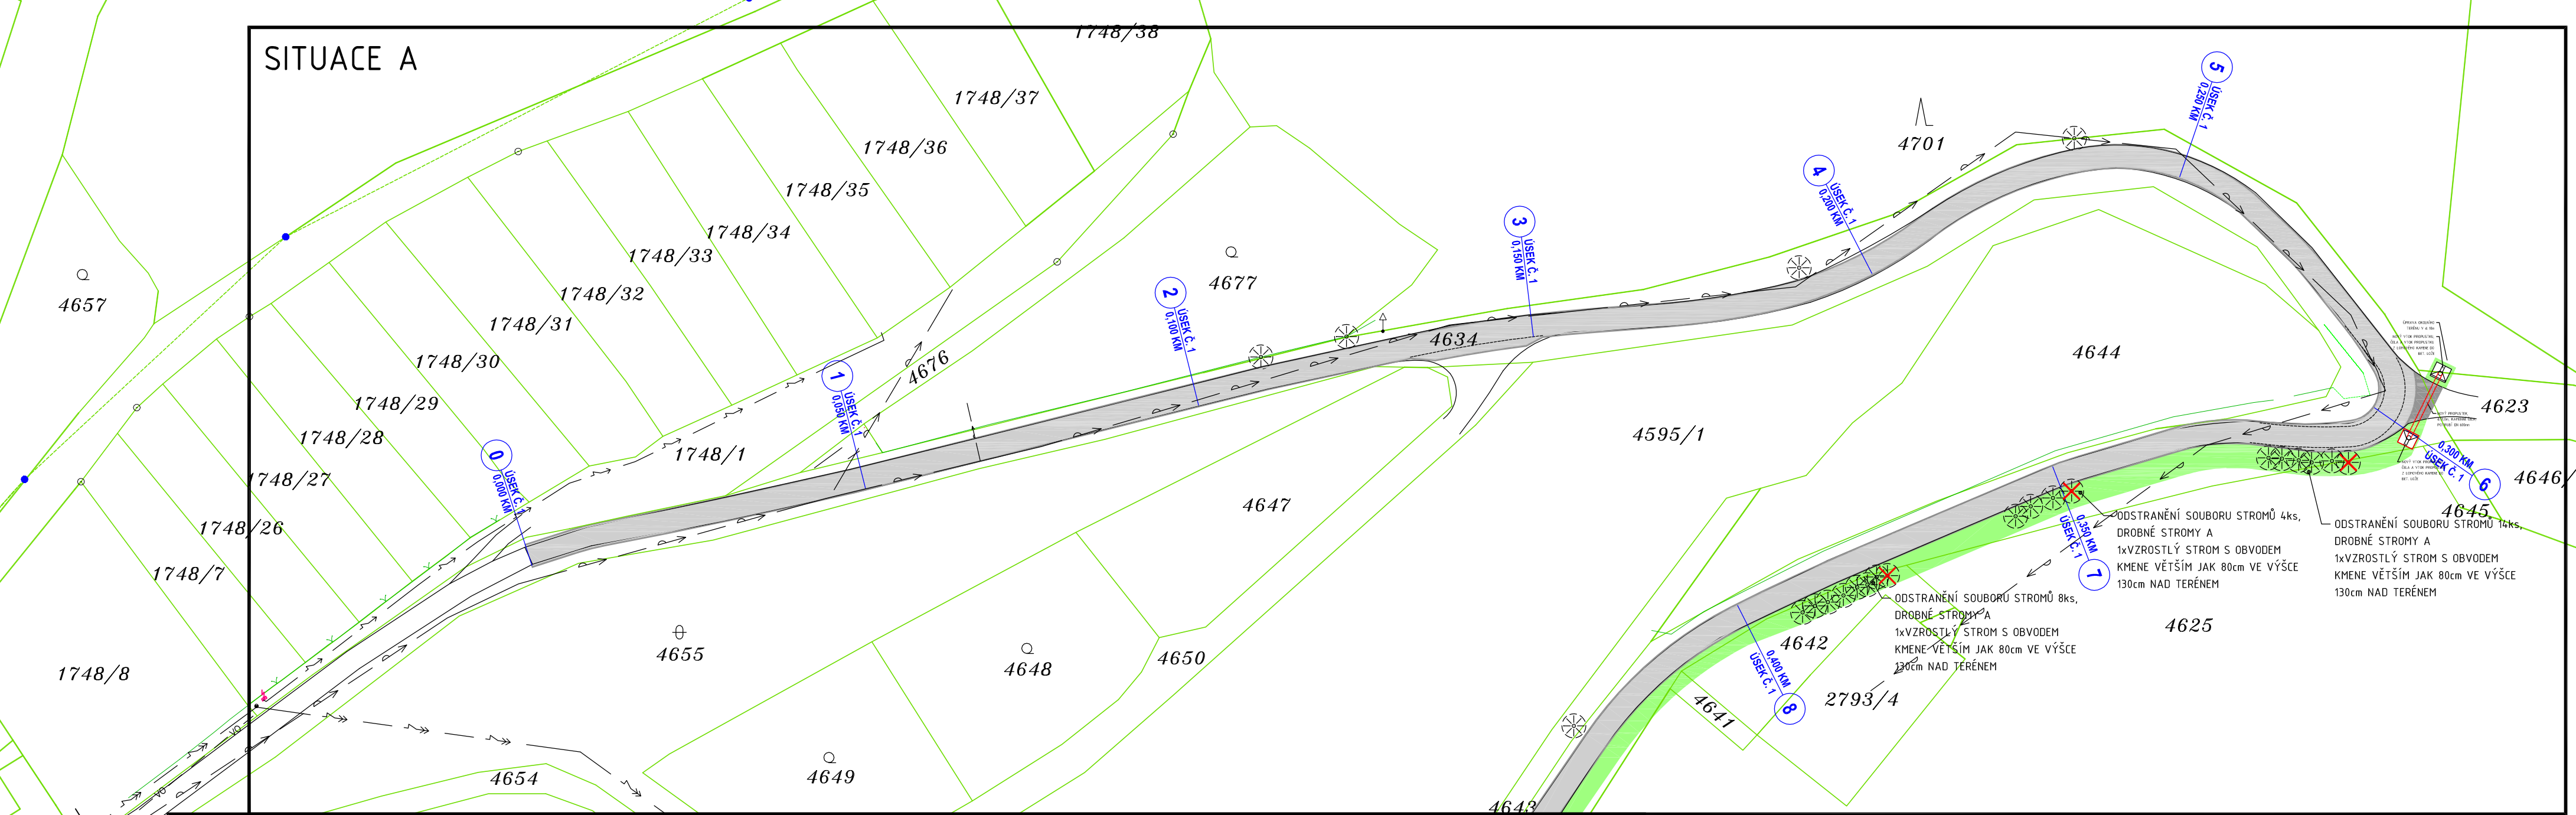 SITUACE A
1748/38
1748/37
1748/36
1748/35
1748/34
1748/33
1748/32
1748/31
1748/30
1748/29
1748/28
1748/27
1748/26
1748/7
1748/8
1748/1
4657
4676
4677
4634
4701
4644
4595/1
4623
4646/
4645
4625
4647
4655
4648
4650
4649
4654
4643
4641
4642
2793/4
0
ÚSEK Č. 1
0,000 KM
1
ÚSEK Č. 1
0,050 KM
2
ÚSEK Č. 1
0,100 KM
3
ÚSEK Č. 1
0,150 KM
4
ÚSEK Č. 1
0,200 KM
5
ÚSEK Č. 1
0,250 KM
0,300 KM
ÚSEK Č. 1
6
0,350 KM
ÚSEK Č. 1
7
0,400 KM
ÚSEK Č. 1
8
ODSTRANĚNÍ SOUBORU STROMŮ 4ks,
DROBNÉ STROMY A
1xVZROSTLÝ STROM S OBVODEM
KMENE VĚTŠÍM JAK 80cm VE VÝŠCE
130cm NAD TERÉNEM
ODSTRANĚNÍ SOUBORU STROMŮ 14ks,
DROBNÉ STROMY A
1xVZROSTLÝ STROM S OBVODEM
KMENE VĚTŠÍM JAK 80cm VE VÝŠCE
130cm NAD TERÉNEM
ODSTRANĚNÍ SOUBORU STROMŮ 8ks,
DROBNÉ STROMY A
1xVZROSTLÝ STROM S OBVODEM
KMENE VĚTŠÍM JAK 80cm VE VÝŠCE
130cm NAD TERÉNEM
VO
VO